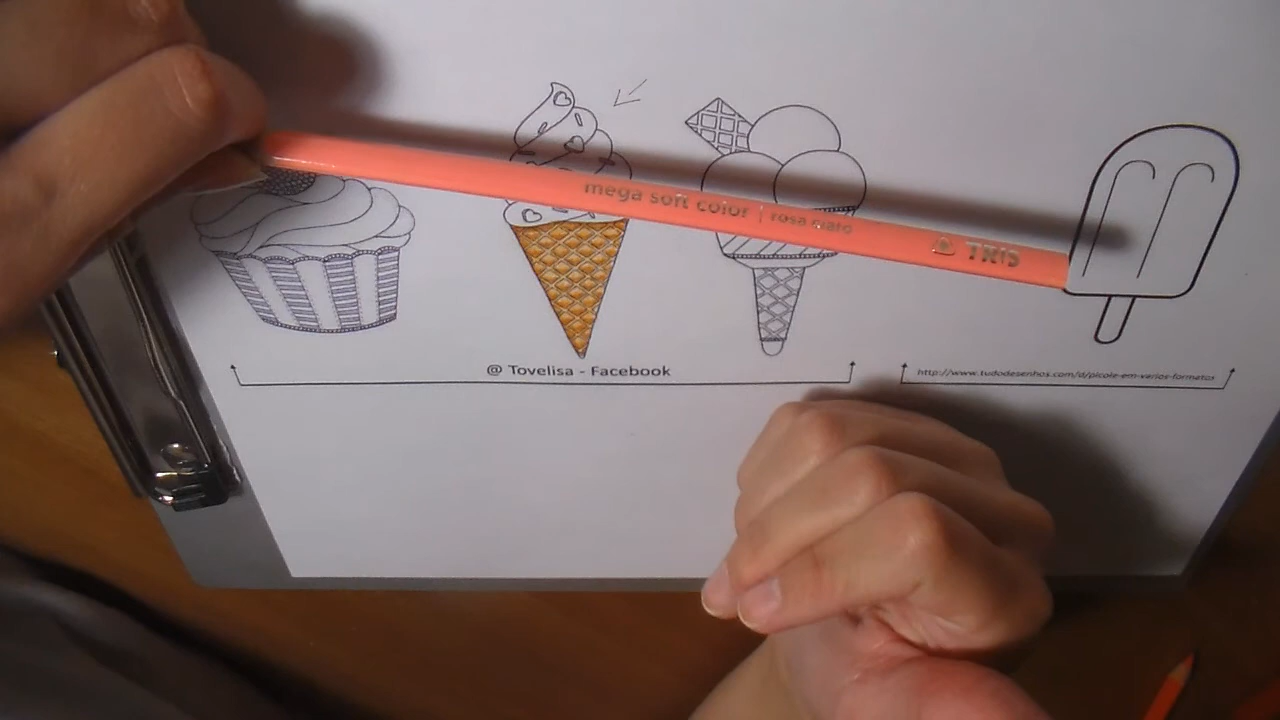 mega soft color | rosa claro TRIS
@ Tovelisa - Facebook
http://www.tudodesenhos.com/d/picole-em-varios-formatos